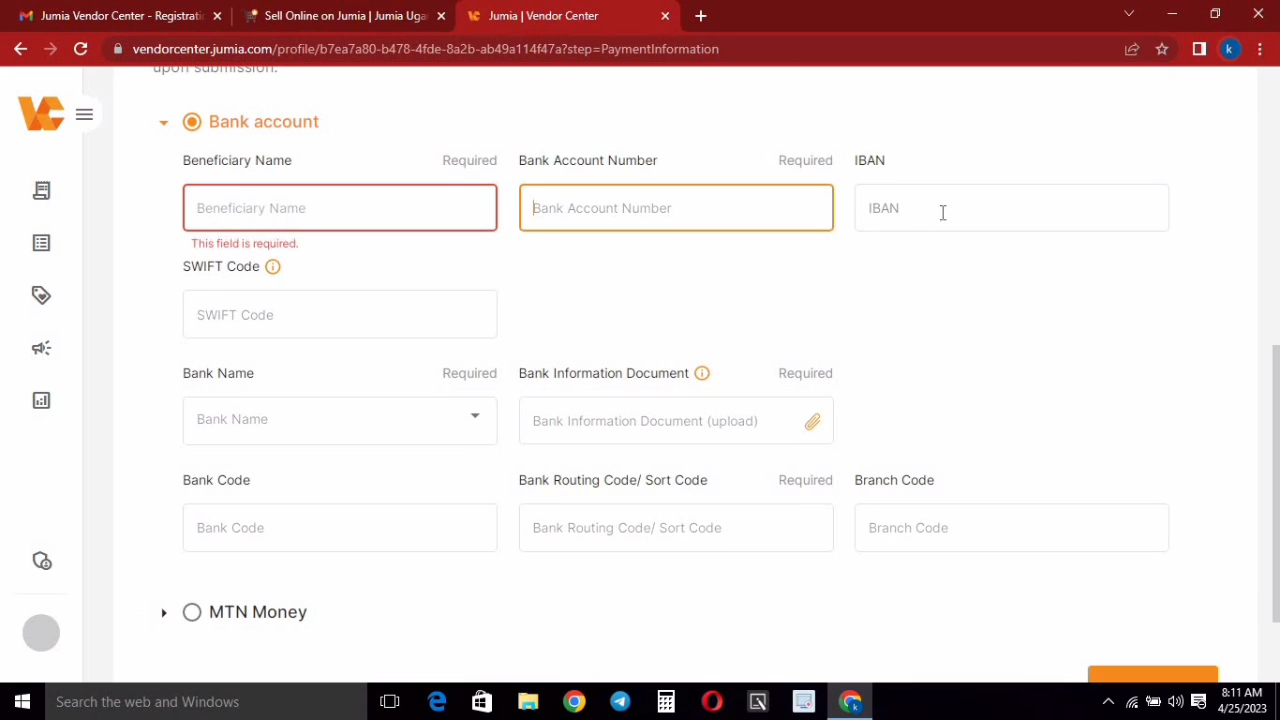 Jumia Vendor Center - Registrati
Sell Online on Jumia | Jumia Uga
Jumia | Vendor Center
vendorcenter.jumia.com/profile/b7ea7a80-b478-4fde-8a2b-ab49a114f47a?step=PaymentInformation
k
upon submission.
VC
Bank account
Beneficiary Name Required Bank Account Number Required IBAN
Beneficiary Name Bank Account Number IBAN
This field is required.
SWIFT Code
SWIFT Code
Bank Name Required Bank Information Document Required
Bank Name Bank Information Document (upload)
Bank Code Bank Routing Code/ Sort Code Required Branch Code
Bank Code Bank Routing Code/ Sort Code Branch Code
MTN Money
Search the web and Windows
8:11 AM
4/25/2023